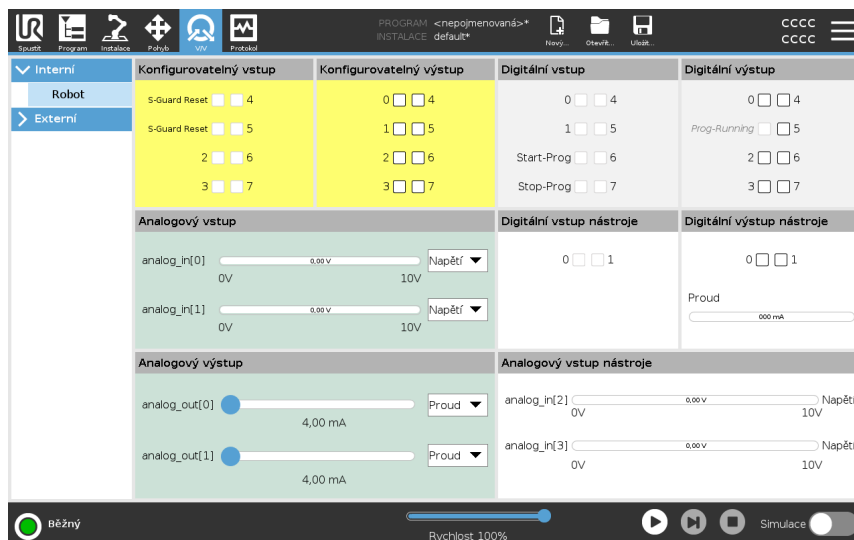 UR
PROGRAM <nepojmenovaná>*
INSTALACE default*
CCCC
CCCC
Spustit Program Instalace Pohyb V/V Protokol Nový... Otevřít... Uložit...
Interní
Robot
Externí
Konfigurovatelný vstup
S-Guard Reset 4
S-Guard Reset 5
2 6
3 7
Konfigurovatelný výstup
0 4
1 5
2 6
3 7
Digitální vstup
0 4
1 5
Start-Prog 6
Stop-Prog 7
Digitální výstup
0 4
Prog-Running 5
2 6
3 7
Analogový vstup
analog_in[0] 0,00 V Napětí
0V 10V
analog_in[1] 0,00 V Napětí
0V 10V
Digitální vstup nástroje
0 1
Digitální výstup nástroje
0 1
Proud
000 mA
Analogový výstup
analog_out[0] Proud
4,00 mA
analog_out[1] Proud
4,00 mA
Analogový vstup nástroje
analog_in[2] 0,00 V Napětí
0V 10V
analog_in[3] 0,00 V Napětí
0V 10V
Běžný
Rychlost 100%
Simulace